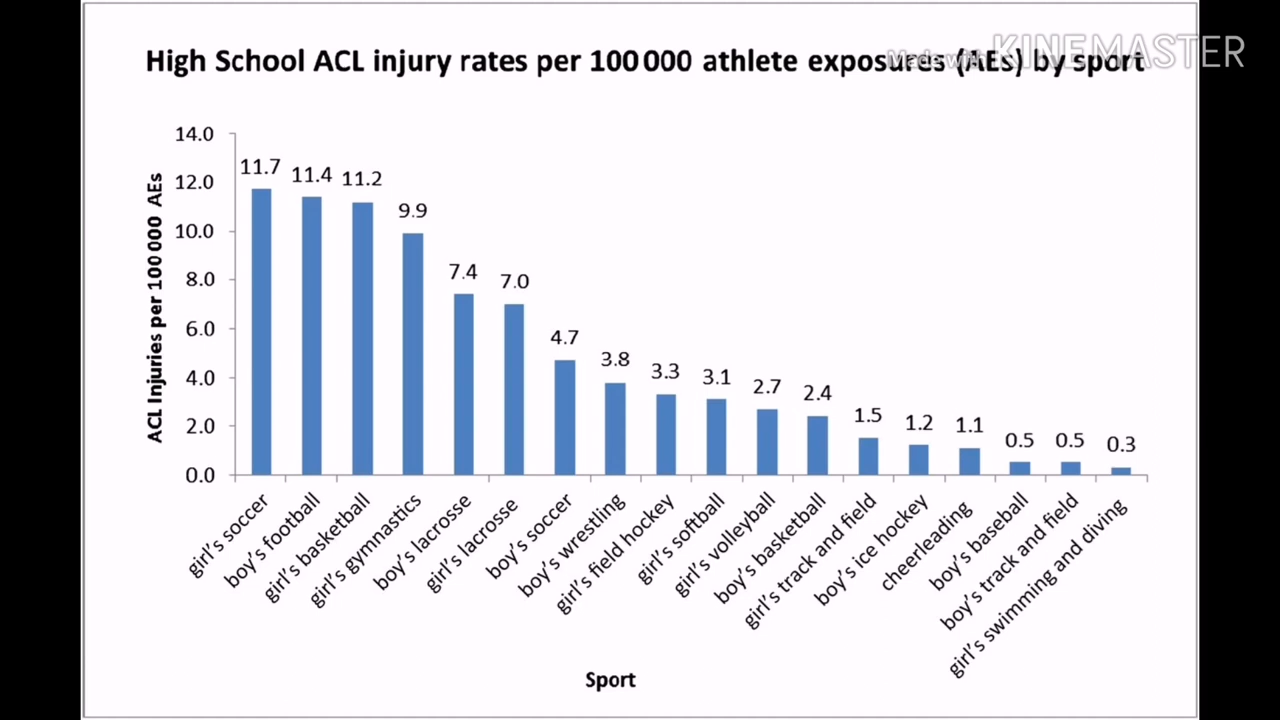 High School ACL injury rates per 100 000 athlete exposures (AEs) by sport
Made with KINEMASTER
ACL Injuries per 100 000 AEs
14.0
12.0
10.0
8.0
6.0
4.0
2.0
0.0
11.7
11.4
11.2
9.9
7.4
7.0
4.7
3.8
3.3
3.1
2.7
2.4
1.5
1.2
1.1
0.5
0.5
0.3
girl's soccer
boy's football
girl's basketball
girl's gymnastics
boy's lacrosse
girl's lacrosse
boy's soccer
boy's wrestling
girl's field hockey
girl's softball
girl's volleyball
boy's basketball
girl's track and field
boy's ice hockey
cheerleading
boy's baseball
boy's track and field
girl's swimming and diving
Sport